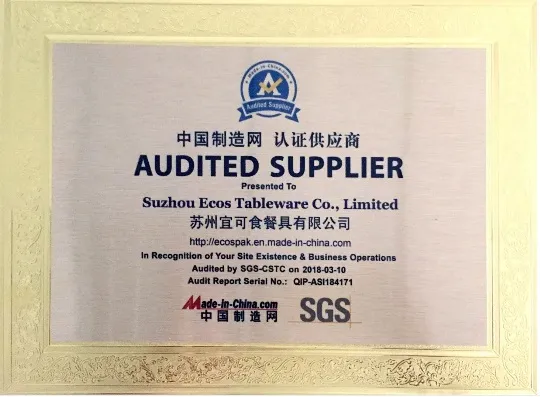 Made-in-China.com
Audited Supplier
中国制造网 认证供应商
AUDITED SUPPLIER
Presented To
Suzhou Ecos Tableware Co., Limited
苏州宜可食餐具有限公司
http://ecospak.en.made-in-china.com
In Recognition of Your Site Existence & Business Operations
Audited by SGS-CSTC on 2018-03-10
Audit Report Serial No.: QIP-ASI184171
Made-in-China.com
中国制造网
SGS